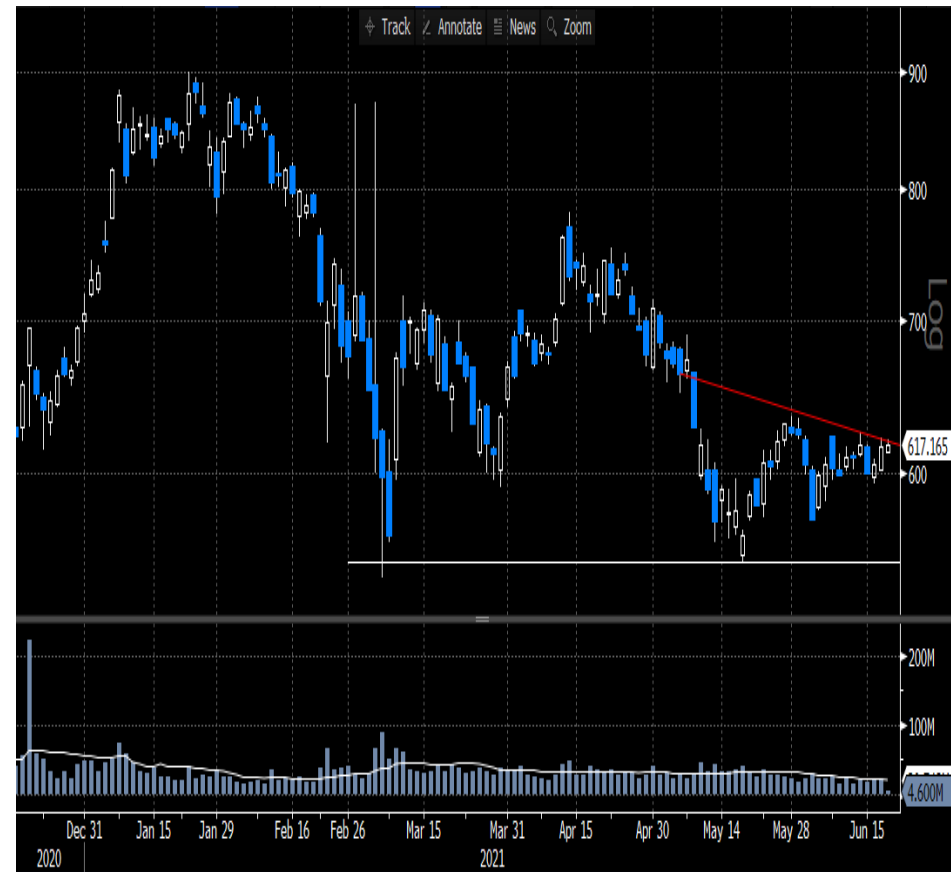 Track Annotate News Zoom
900
800
Log
700
617.165
600
200M
100M
4.600M
Dec 31 Jan 15 Jan 29 Feb 16 Feb 26 Mar 15 Mar 31 Apr 15 Apr 30 May 14 May 28 Jun 15
2020 2021